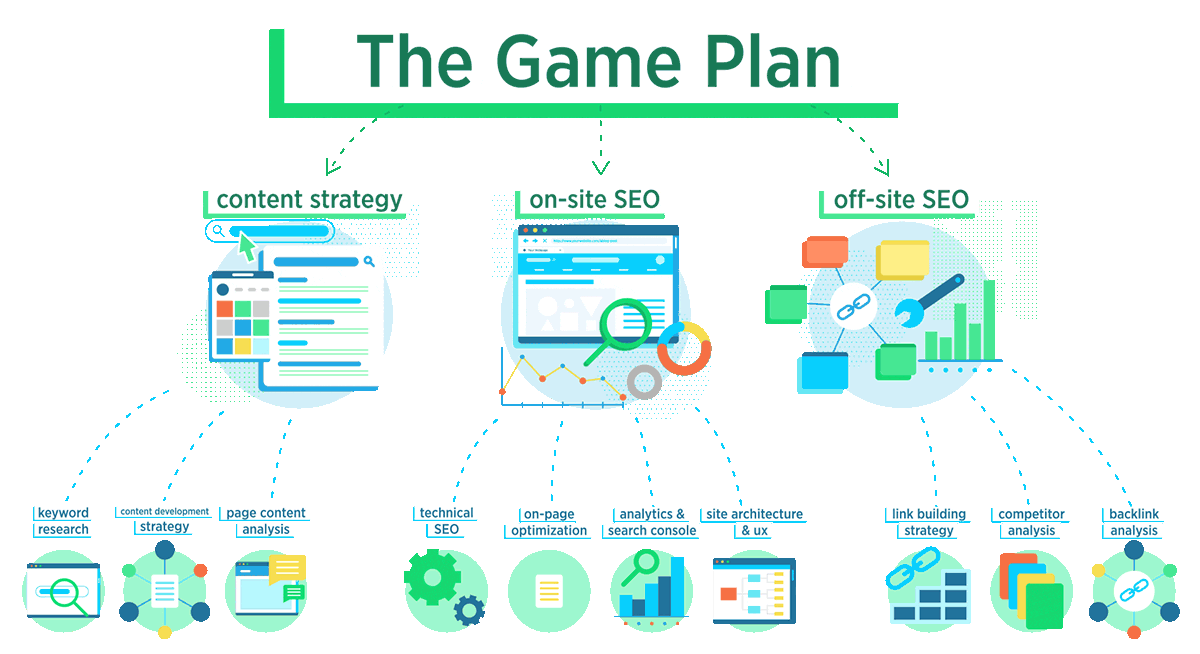 The Game Plan
content strategy
on-site SEO
off-site SEO
keyword
research
content development
strategy
page content
analysis
technical
SEO
on-page
optimization
analytics &
search console
site architecture
& ux
link building
strategy
competitor
analysis
backlink
analysis